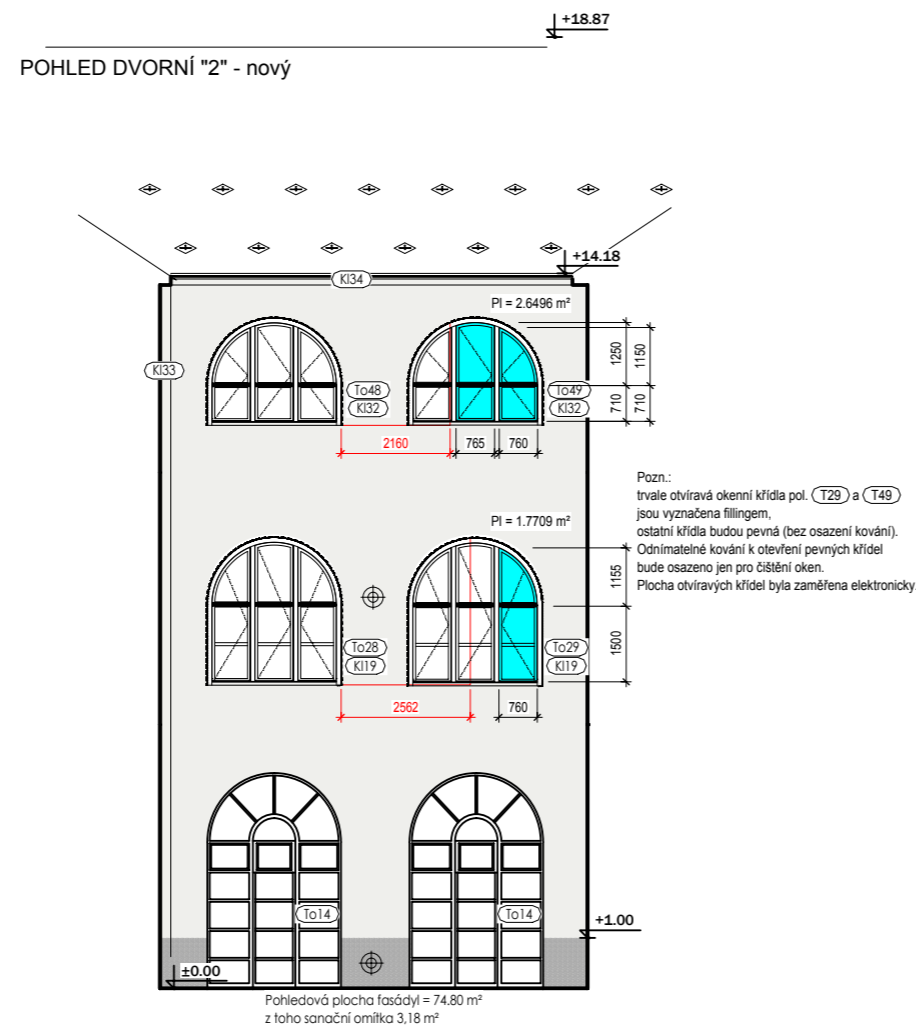 +18.87
POHLED DVORNÍ "2" - nový
+14.18
Kl34
Pl = 2.6496 m²
1250
1150
Kl33
To48
Kl32
To49
Kl32
710
710
2160
765
760
Pozn.:
trvale otvíravá okenní křídla pol. T29 a T49
jsou vyznačena fillingem,
ostatní křídla budou pevná (bez osazení kování).
Odnímatelné kování k otevření pevných křídel
bude osazeno jen pro čištění oken.
Plocha otvíravých křídel byla zaměřena elektronicky.
Pl = 1.7709 m²
1155
1500
To28
Kl19
To29
Kl19
2562
760
To14
To14
+1.00
±0.00
Pohledová plocha fasádyl = 74.80 m²
z toho sanační omítka 3,18 m²